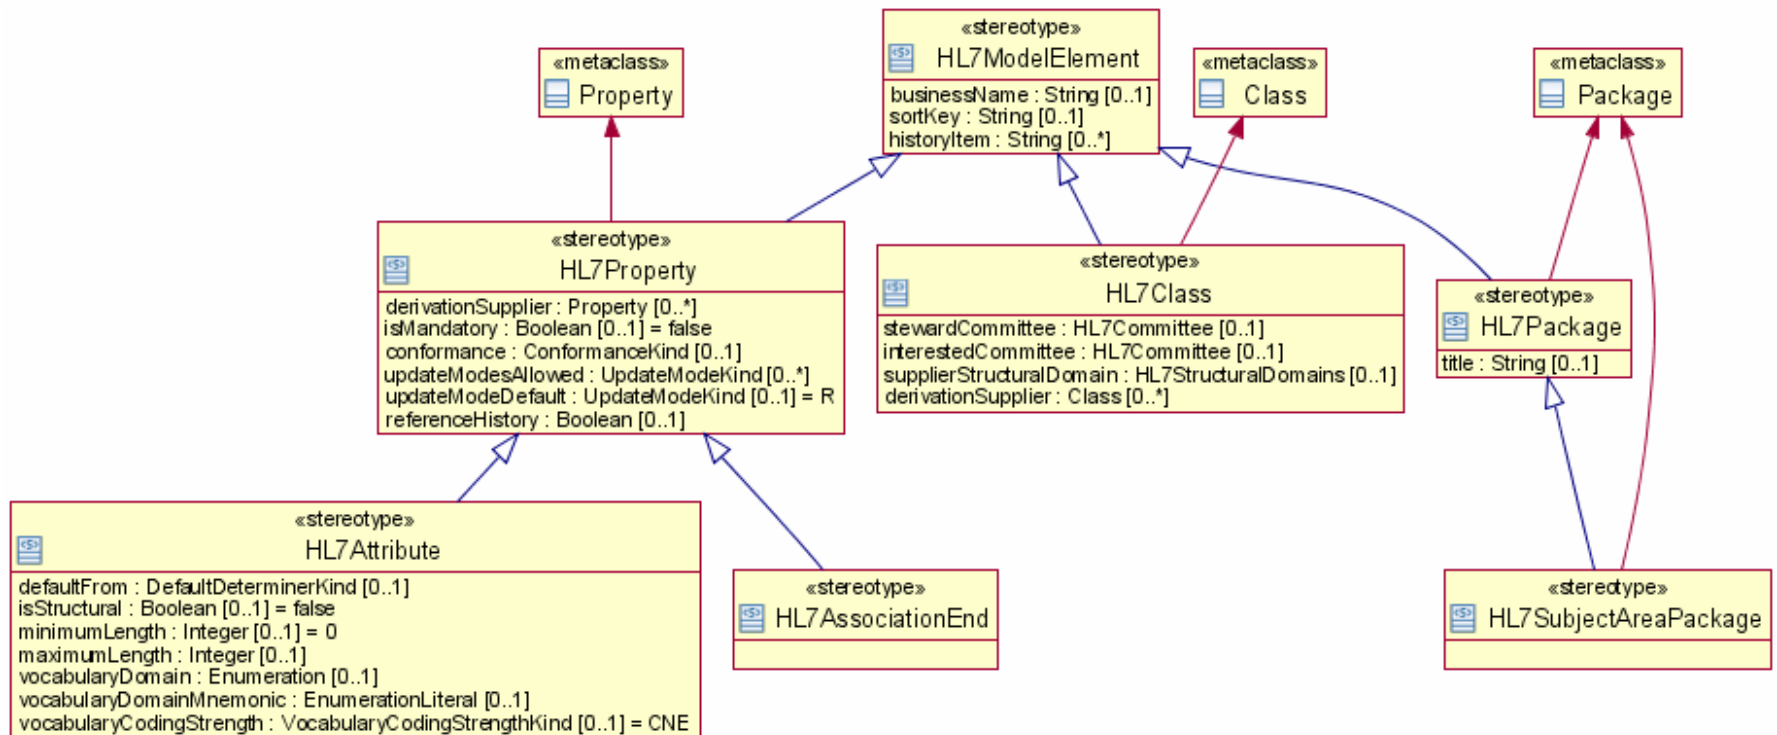 «stereotype»
HL7ModelElement
businessName : String [0..1]
sortKey : String [0..1]
historyItem : String [0..*]
«metaclass»
Property
«metaclass»
Class
«metaclass»
Package
«stereotype»
HL7Property
derivationSupplier : Property [0..*]
isMandatory : Boolean [0..1] = false
conformance : ConformanceKind [0..1]
updateModesAllowed : UpdateModeKind [0..*]
updateModeDefault : UpdateModeKind [0..1] = R
referenceHistory : Boolean [0..1]
«stereotype»
HL7Class
stewardCommittee : HL7Committee [0..1]
interestedCommittee : HL7Committee [0..1]
supplierStructuralDomain : HL7StructuralDomains [0..1]
derivationSupplier : Class [0..*]
«stereotype»
HL7Package
title : String [0..1]
«stereotype»
HL7Attribute
defaultFrom : DefaultDeterminerKind [0..1]
isStructural : Boolean [0..1] = false
minimumLength : Integer [0..1] = 0
maximumLength : Integer [0..1]
vocabularyDomain : Enumeration [0..1]
vocabularyDomainMnemonic : EnumerationLiteral [0..1]
vocabularyCodingStrength : VocabularyCodingStrengthKind [0..1] = CNE
«stereotype»
HL7AssociationEnd
«stereotype»
HL7SubjectAreaPackage